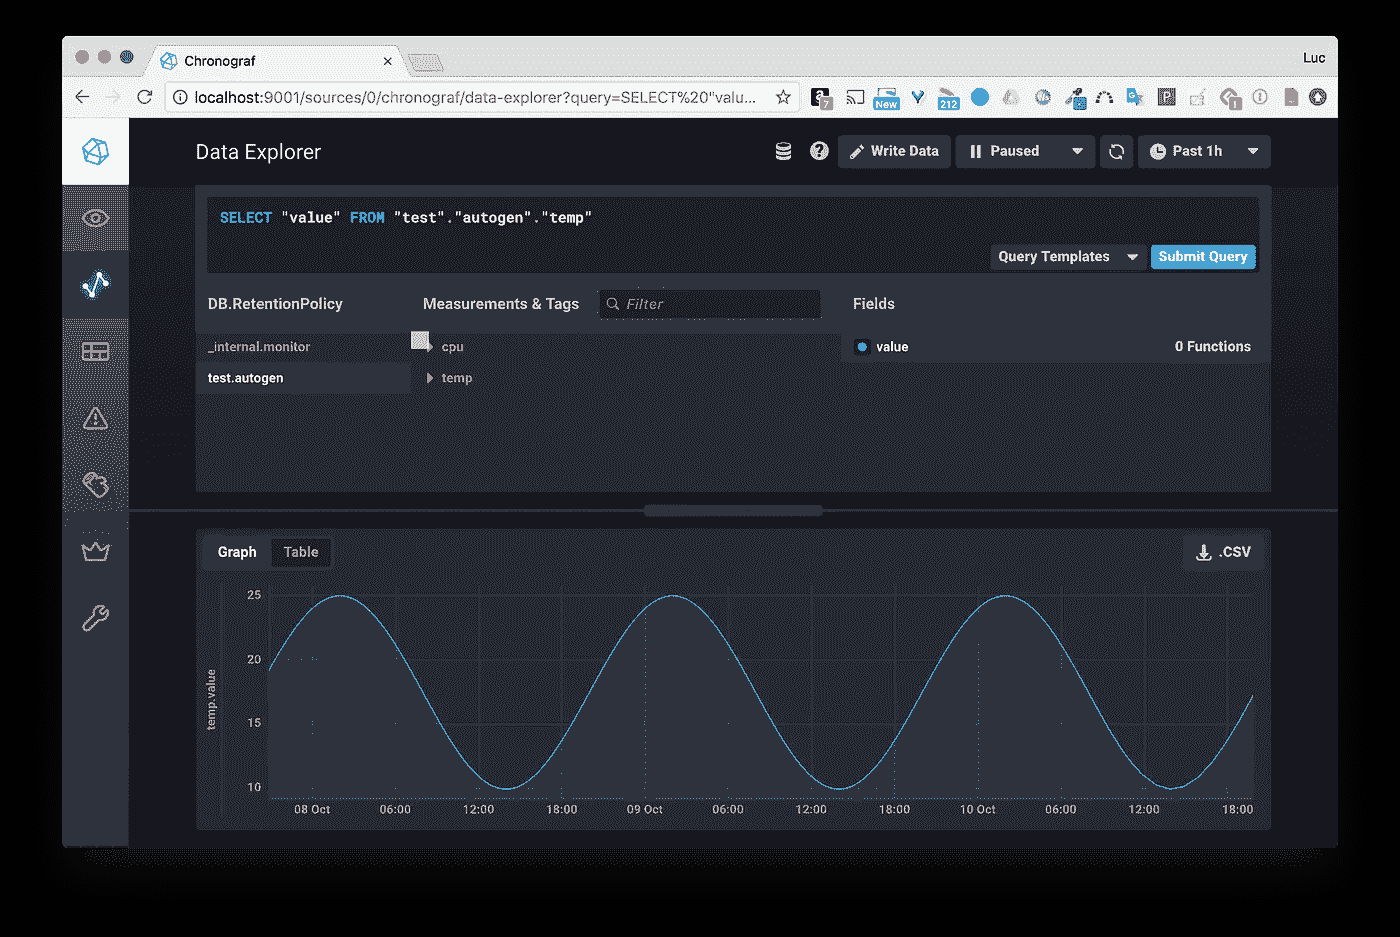 Chronograf
Luc
localhost:9001/sources/0/chronograf/data-explorer?query=SELECT%20"valu...
7
New
212
Data Explorer
Write Data
Paused
Past 1h
SELECT "value" FROM "test"."autogen"."temp"
Query Templates
Submit Query
DB.RetentionPolicy
Measurements & Tags
Filter
Fields
_internal.monitor
cpu
value
0 Functions
test.autogen
temp
Graph
Table
.CSV
temp.value
25
20
15
10
08 Oct
06:00
12:00
18:00
09 Oct
06:00
12:00
18:00
10 Oct
06:00
12:00
18:00